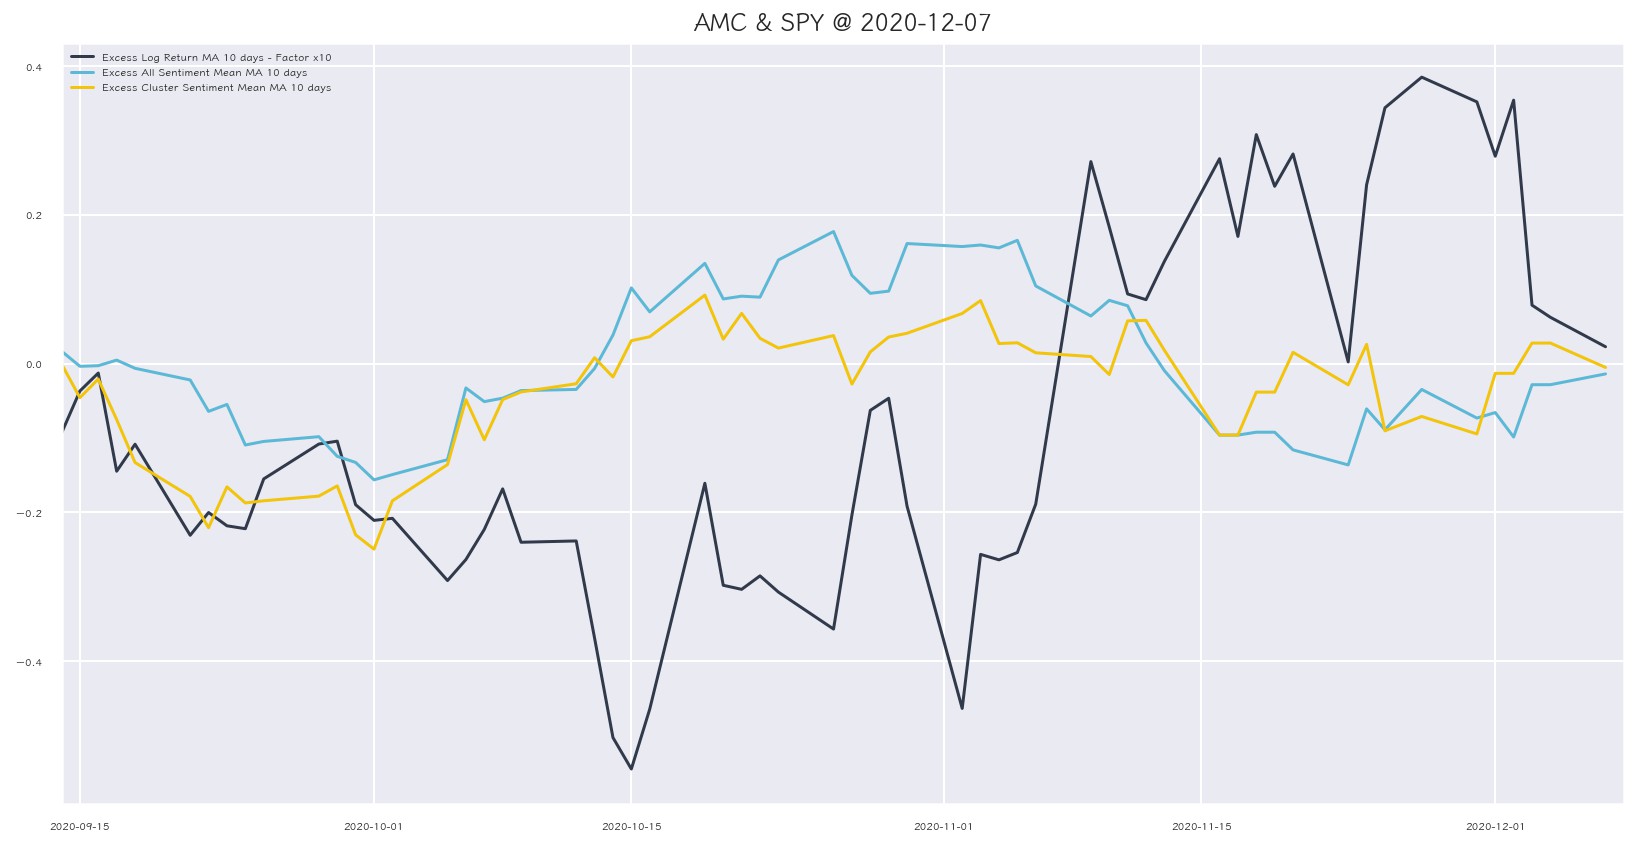 AMC & SPY @ 2020-12-07
Excess Log Return MA 10 days - Factor x10
Excess All Sentiment Mean MA 10 days
Excess Cluster Sentiment Mean MA 10 days
0.4
0.2
0.0
−0.2
−0.4
2020-09-15
2020-10-01
2020-10-15
2020-11-01
2020-11-15
2020-12-01